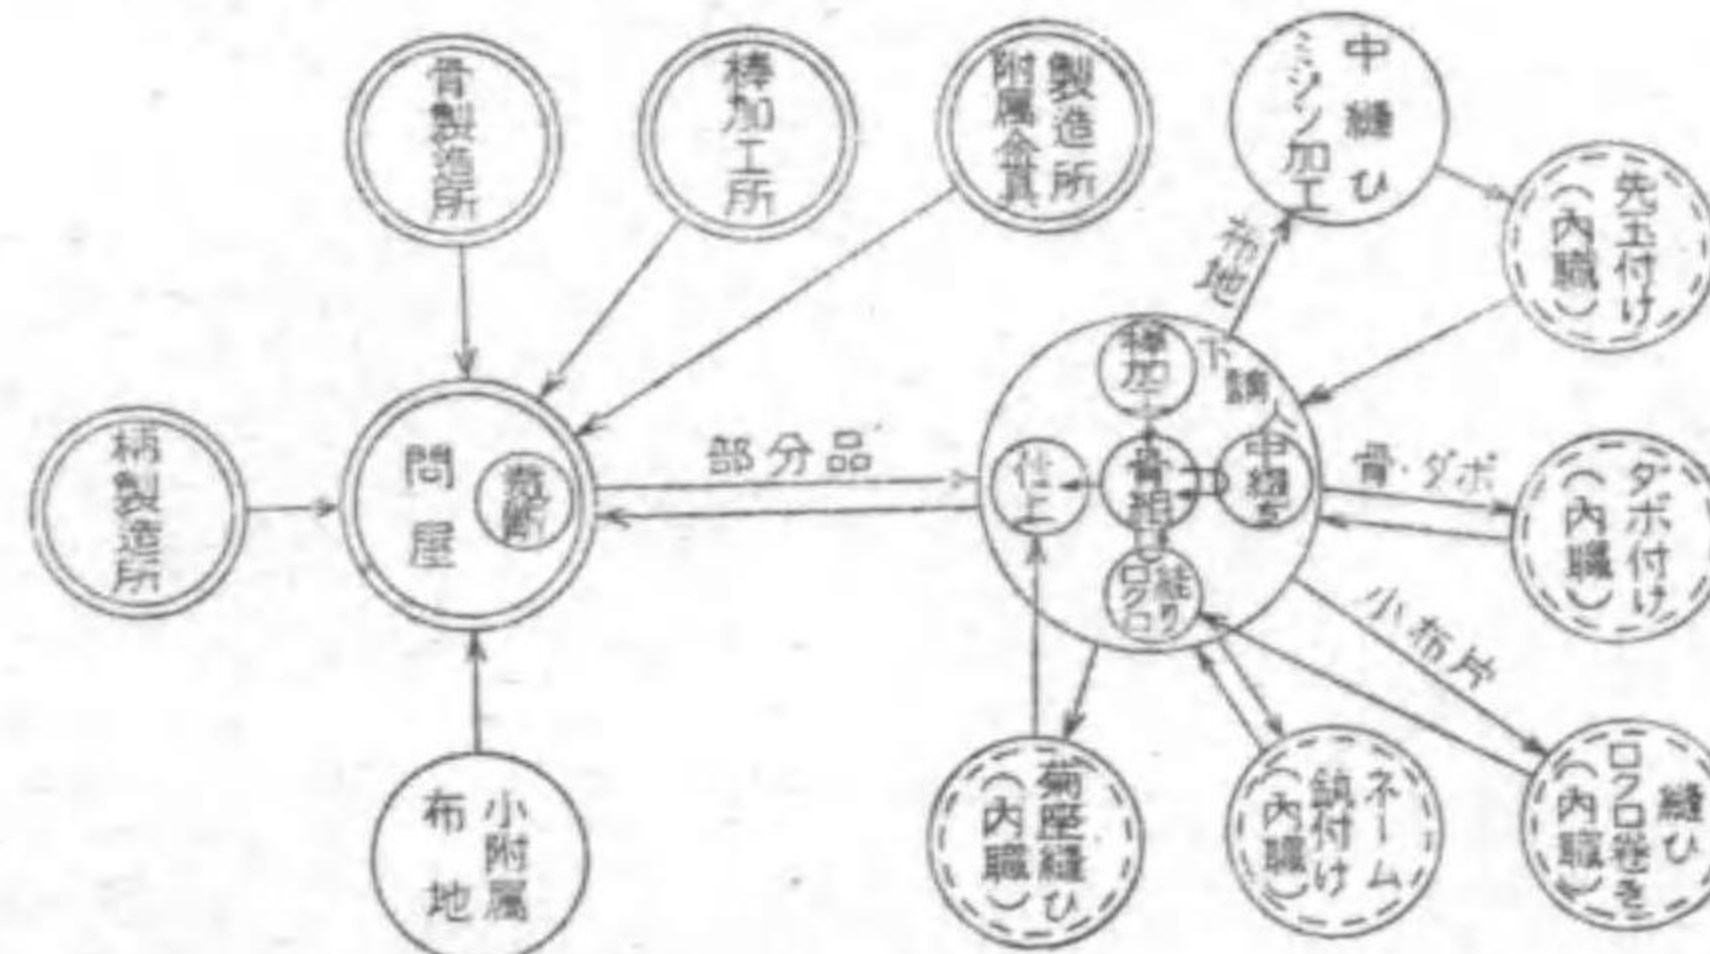 骨製造所
棒加工所
製造所
附属金具
中縫ひ
ミシン加工
先玉付け
(内職)
布地
柄製造所
問屋
裁断
部分品
下請人
棒加工
仕上
骨組
中縫き
縫り
ロクロ
骨・ダボ
ダボ付け
(内職)
小布片
小附属
布地
菊座縫ひ
(内職)
ネーム
釦付け
(内職)
縫ひ
ロクロ巻き
(内職)